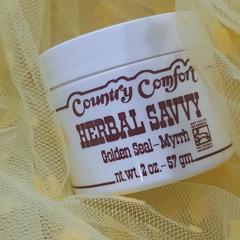 Country Comfort
HERBAL SAVVY
Golden Seal-Myrrh
nt. wt. 2 oz. - 57 gm